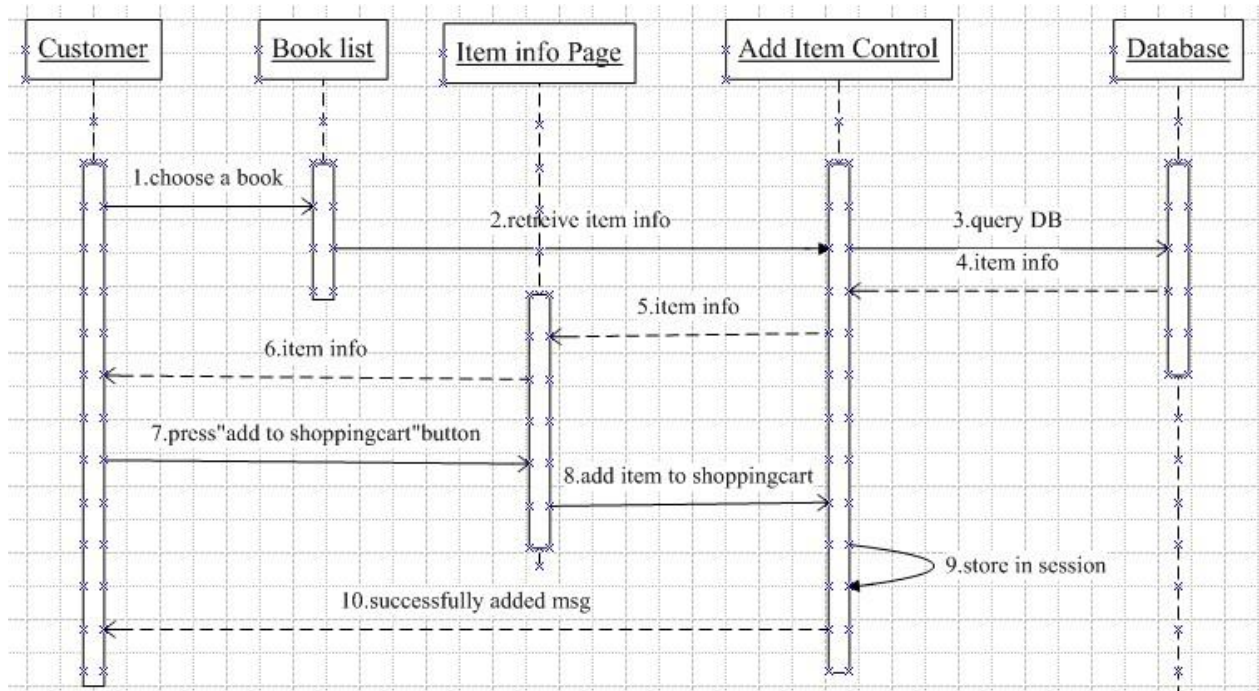 Customer
Book list
Item info Page
Add Item Control
Database
1.choose a book
2.retreive item info
3.query DB
4.item info
5.item info
6.item info
7.press"add to shoppingcart"button
8.add item to shoppingcart
9.store in session
10.successfully added msg